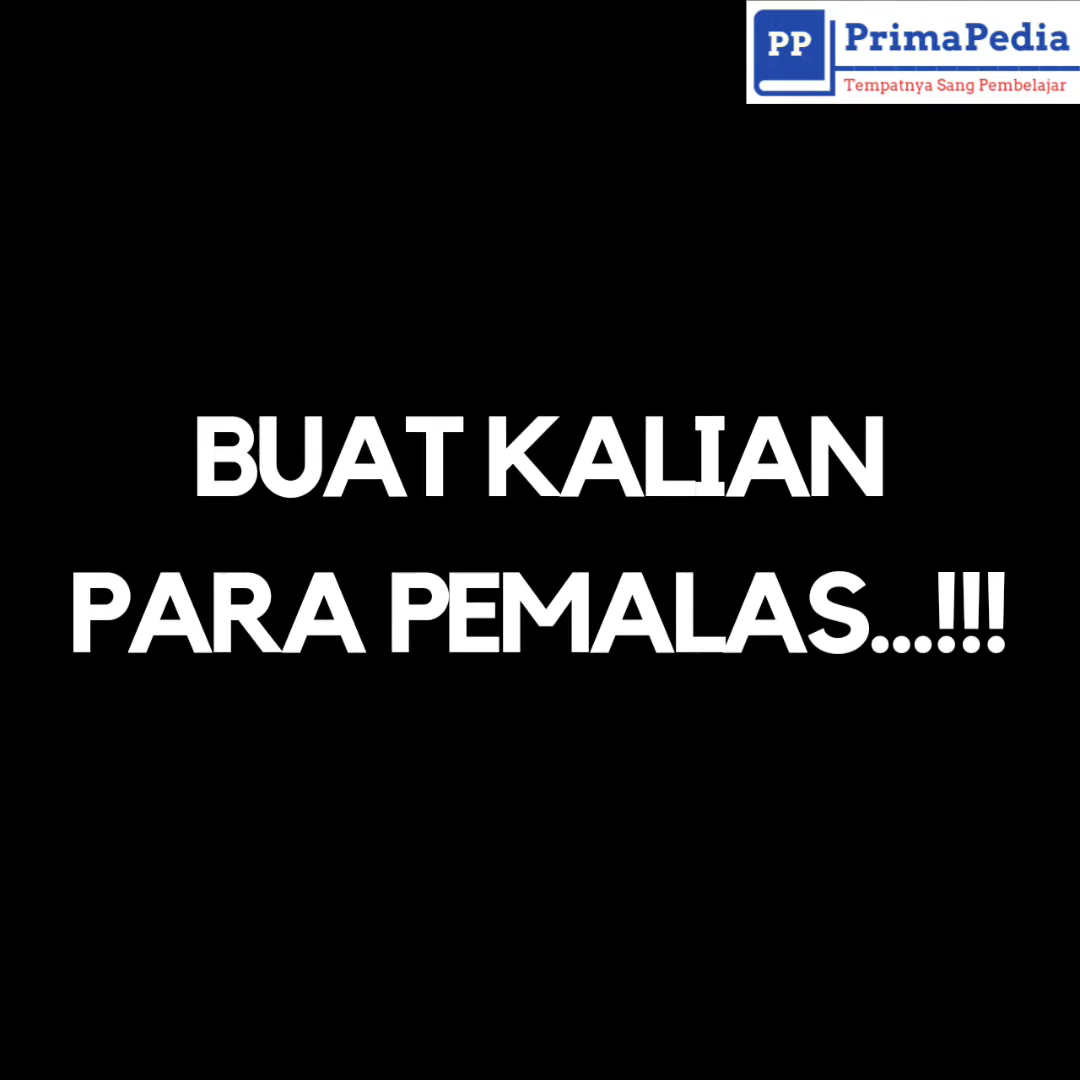 PP
PrimaPedia
Tempatnya Sang Pembelajar
BUAT KALIAN
PARA PEMALAS...!!!